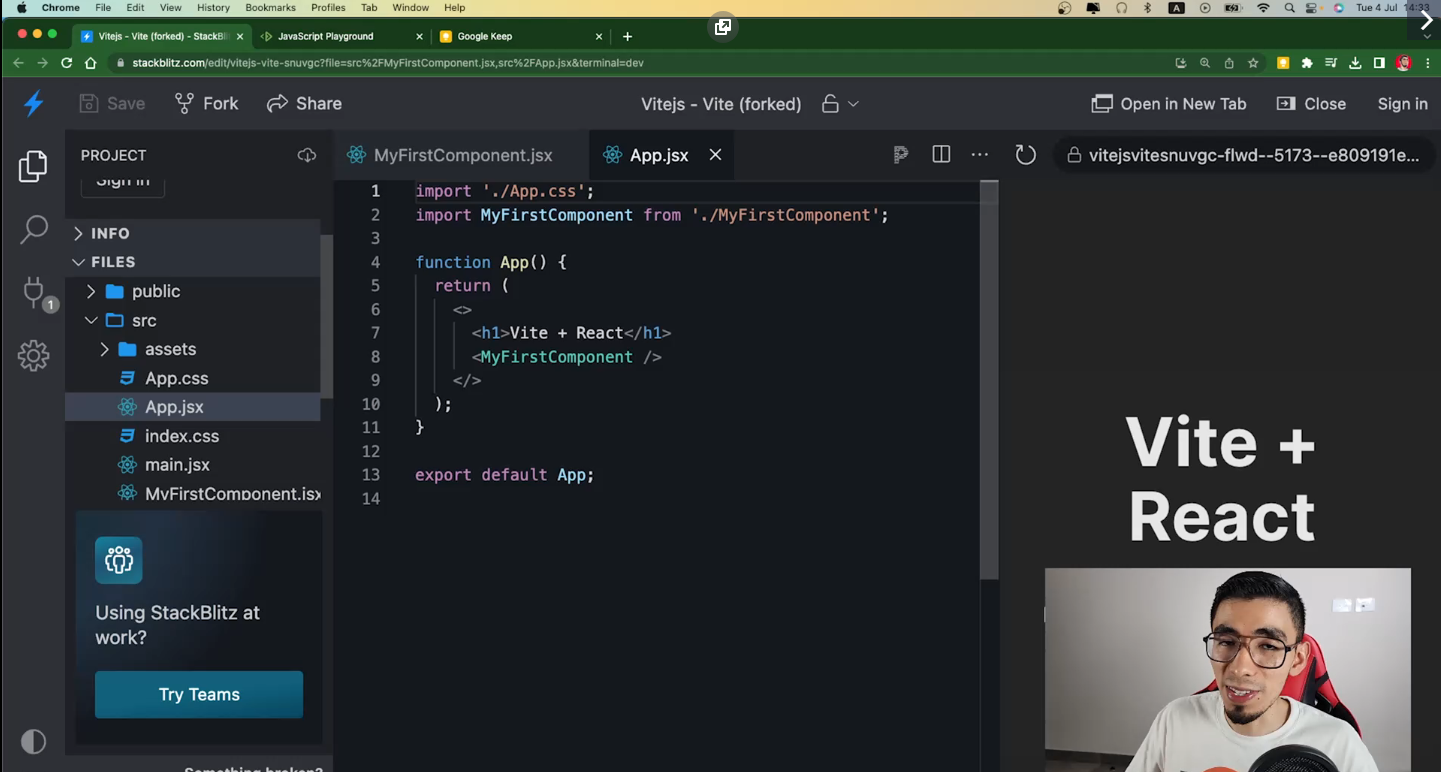 Chrome File Edit View History Bookmarks Profiles Tab Window Help
A
Tue 4 Jul 14:33
Vitejs - Vite (forked) - StackBli
JavaScript Playground
Google Keep
stackblitz.com/edit/vitejs-vite-snuvgc?file=src%2FMyFirstComponent.jsx,src%2FApp.jsx&terminal=dev
Save
Fork
Share
Vitejs - Vite (forked)
Open in New Tab
Close
Sign in
PROJECT
Sign in
INFO
FILES
public
src
assets
App.css
App.jsx
index.css
main.jsx
MyFirstComponent.jsx
1
Using StackBlitz at
work?
Try Teams
Something broken?
MyFirstComponent.jsx
App.jsx
vitejsvitesnuvgc-flwd--5173--e809191e...
1 import './App.css';
2 import MyFirstComponent from './MyFirstComponent';
3
4 function App() {
5 return (
6 <>
7 <h1>Vite + React</h1>
8 <MyFirstComponent />
9 </>
10 );
11 }
12
13 export default App;
14
Vite +
React